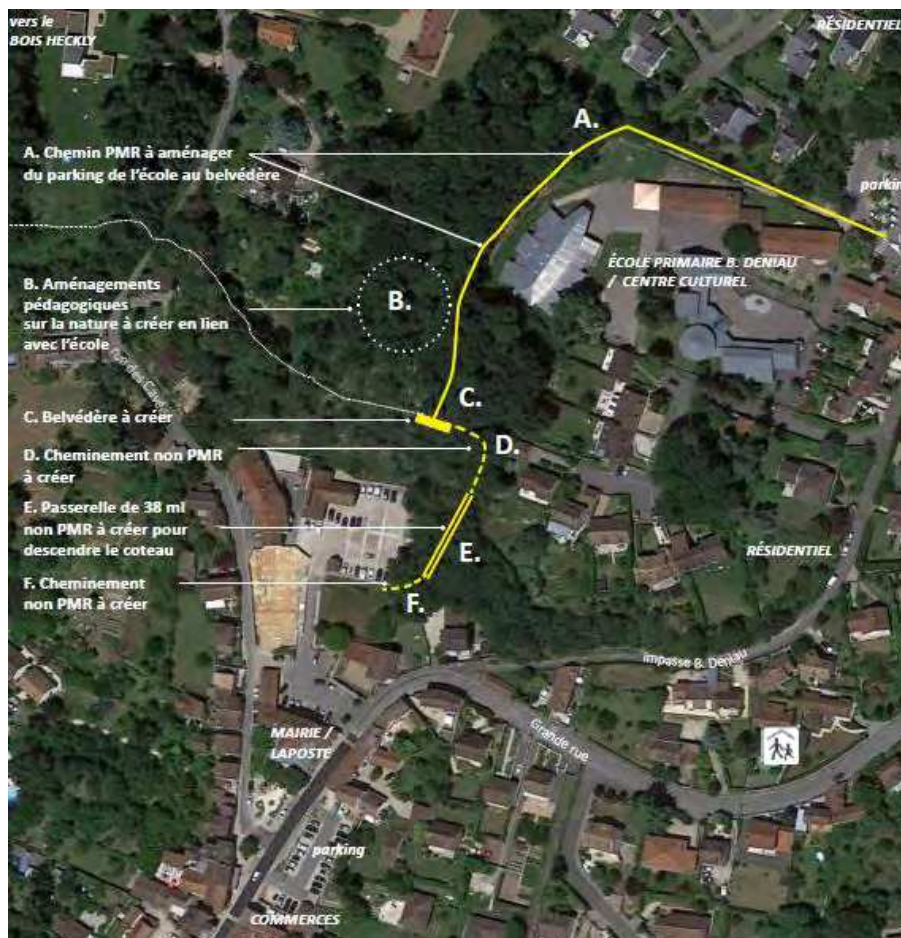 vers le
BOIS HECKLY
RÉSIDENTIEL
A.
A. Chemin PMR à aménager
du parking de l'école au belvédère
parking
ÉCOLE PRIMAIRE B. DENIAU
/ CENTRE CULTUREL
B. Aménagements
pédagogiques
sur la nature à créer en lien
avec l'école
B.
C.
C. Belvédère à créer
D. Cheminement non PMR
à créer
D.
E. Passerelle de 38 ml
non PMR à créer pour
descendre le coteau
E.
RÉSIDENTIEL
F. Cheminement
non PMR à créer
F.
Impasse B. Deniau
Grande rue
MAIRIE /
LAPOSTE
parking
COMMERCES